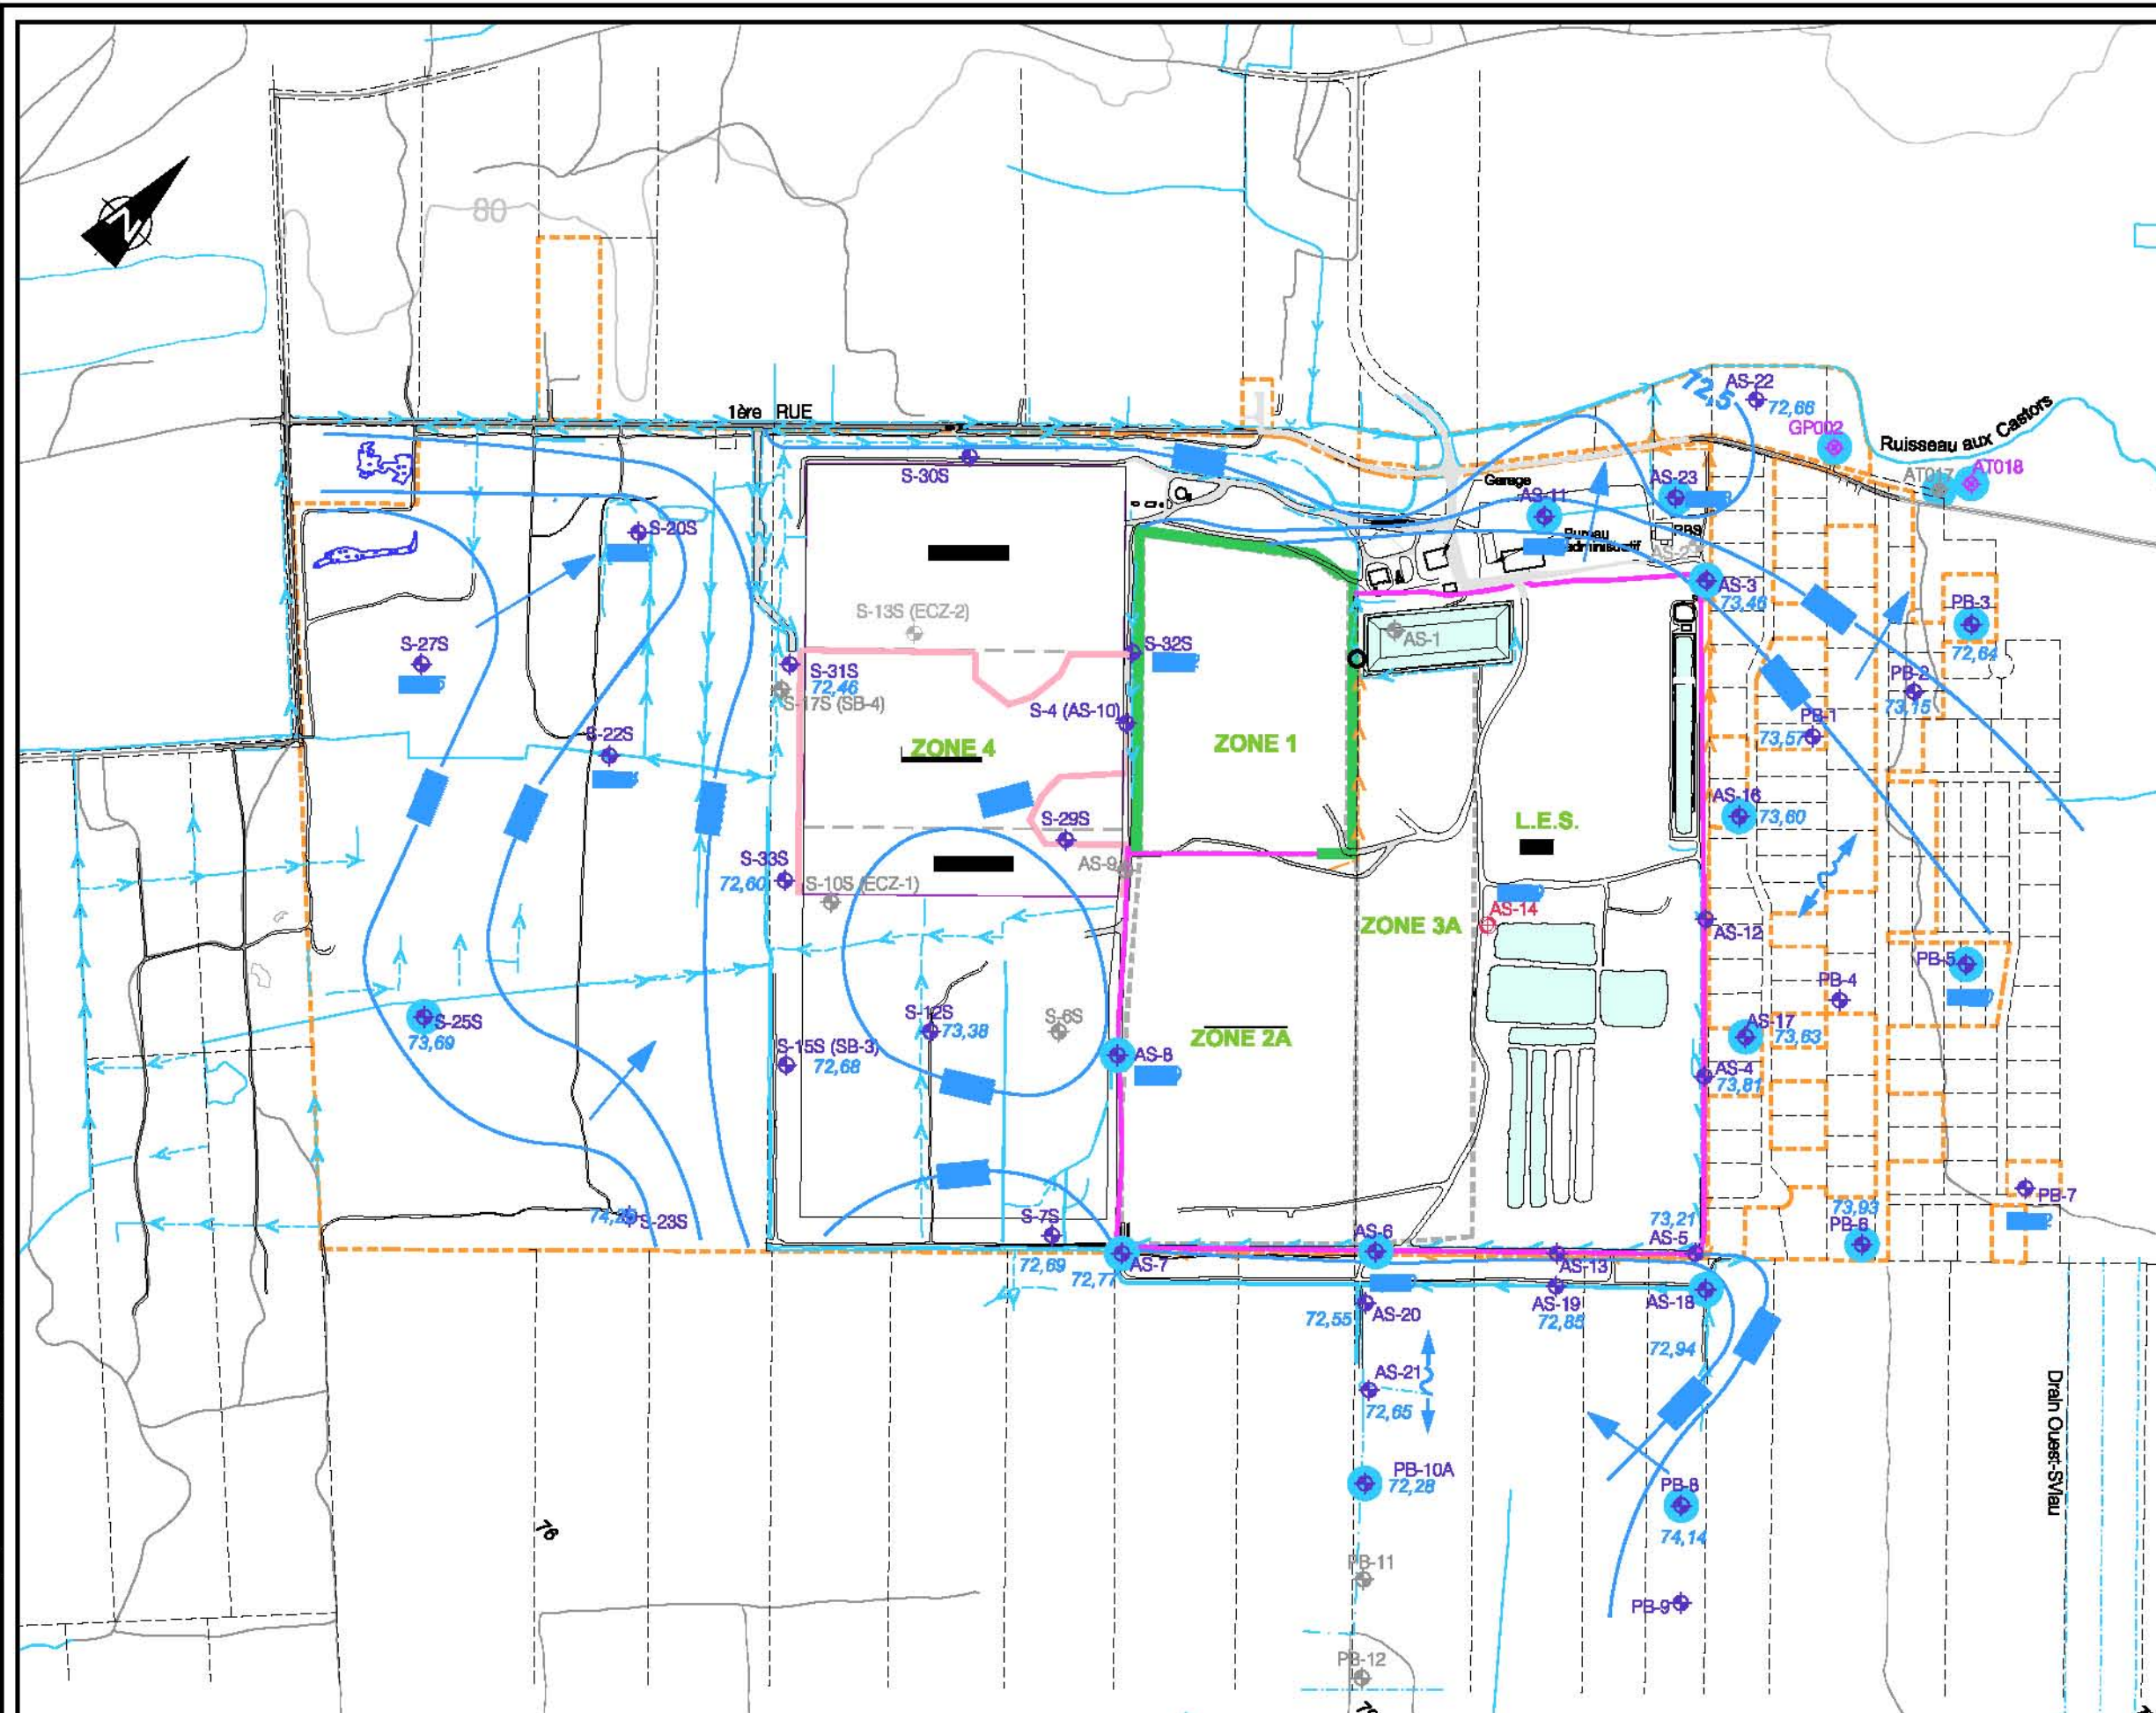 80
N
1ère RUE
72,5
AS-22
72,66
GP002
Ruisseau aux Castors
AT017
AT018
S-30S
Garage
AS-11
AS-23
Bureau
administratif
PBS
S-20S
AS-3
73,46
PB-3
72,64
S-13S (ECZ-2)
AS-1
S-27S
S-32S
S-31S
72,46
S-17S (SB-4)
PB-2
73,15
S-4 (AS-10)
PB-1
73,57
S-22S
ZONE 4
ZONE 1
AS-16
73,60
S-29S
L.E.S.
S-33S
72,60
S-10S (ECZ-1)
AS-9
AS-14
ZONE 3A
AS-12
PB-5
PB-4
S-25S
73,69
S-12S
73,38
S-6S
ZONE 2A
AS-17
73,63
S-15S (SB-3)
72,68
AS-8
AS-4
73,81
PB-7
S-23S
S-7S
72,69
72,77
AS-7
AS-6
73,21
AS-5
73,93
PB-6
AS-13
AS-18
AS-19
72,85
72,55
AS-20
72,94
AS-21
72,65
Drain Ouest-SViau
PB-10A
72,28
PB-8
74,14
76
PB-11
PB-9
PB-12